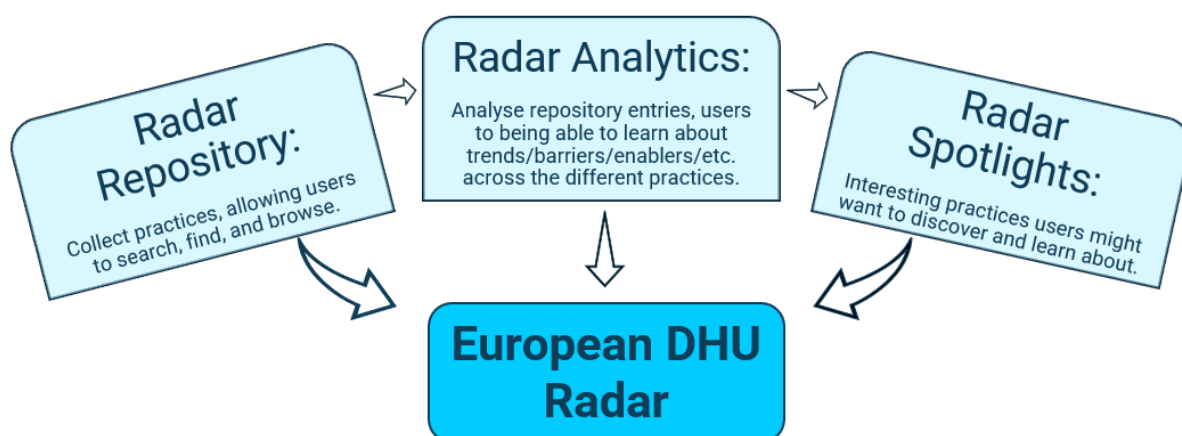 Radar
Repository:
Collect practices, allowing users
to search, find, and browse.
Radar Analytics:
Analyse repository entries, users
to being able to learn about
trends/barriers/enablers/etc.
across the different practices.
Radar
Spotlights:
Interesting practices users might
want to discover and learn about.
European DHU
Radar